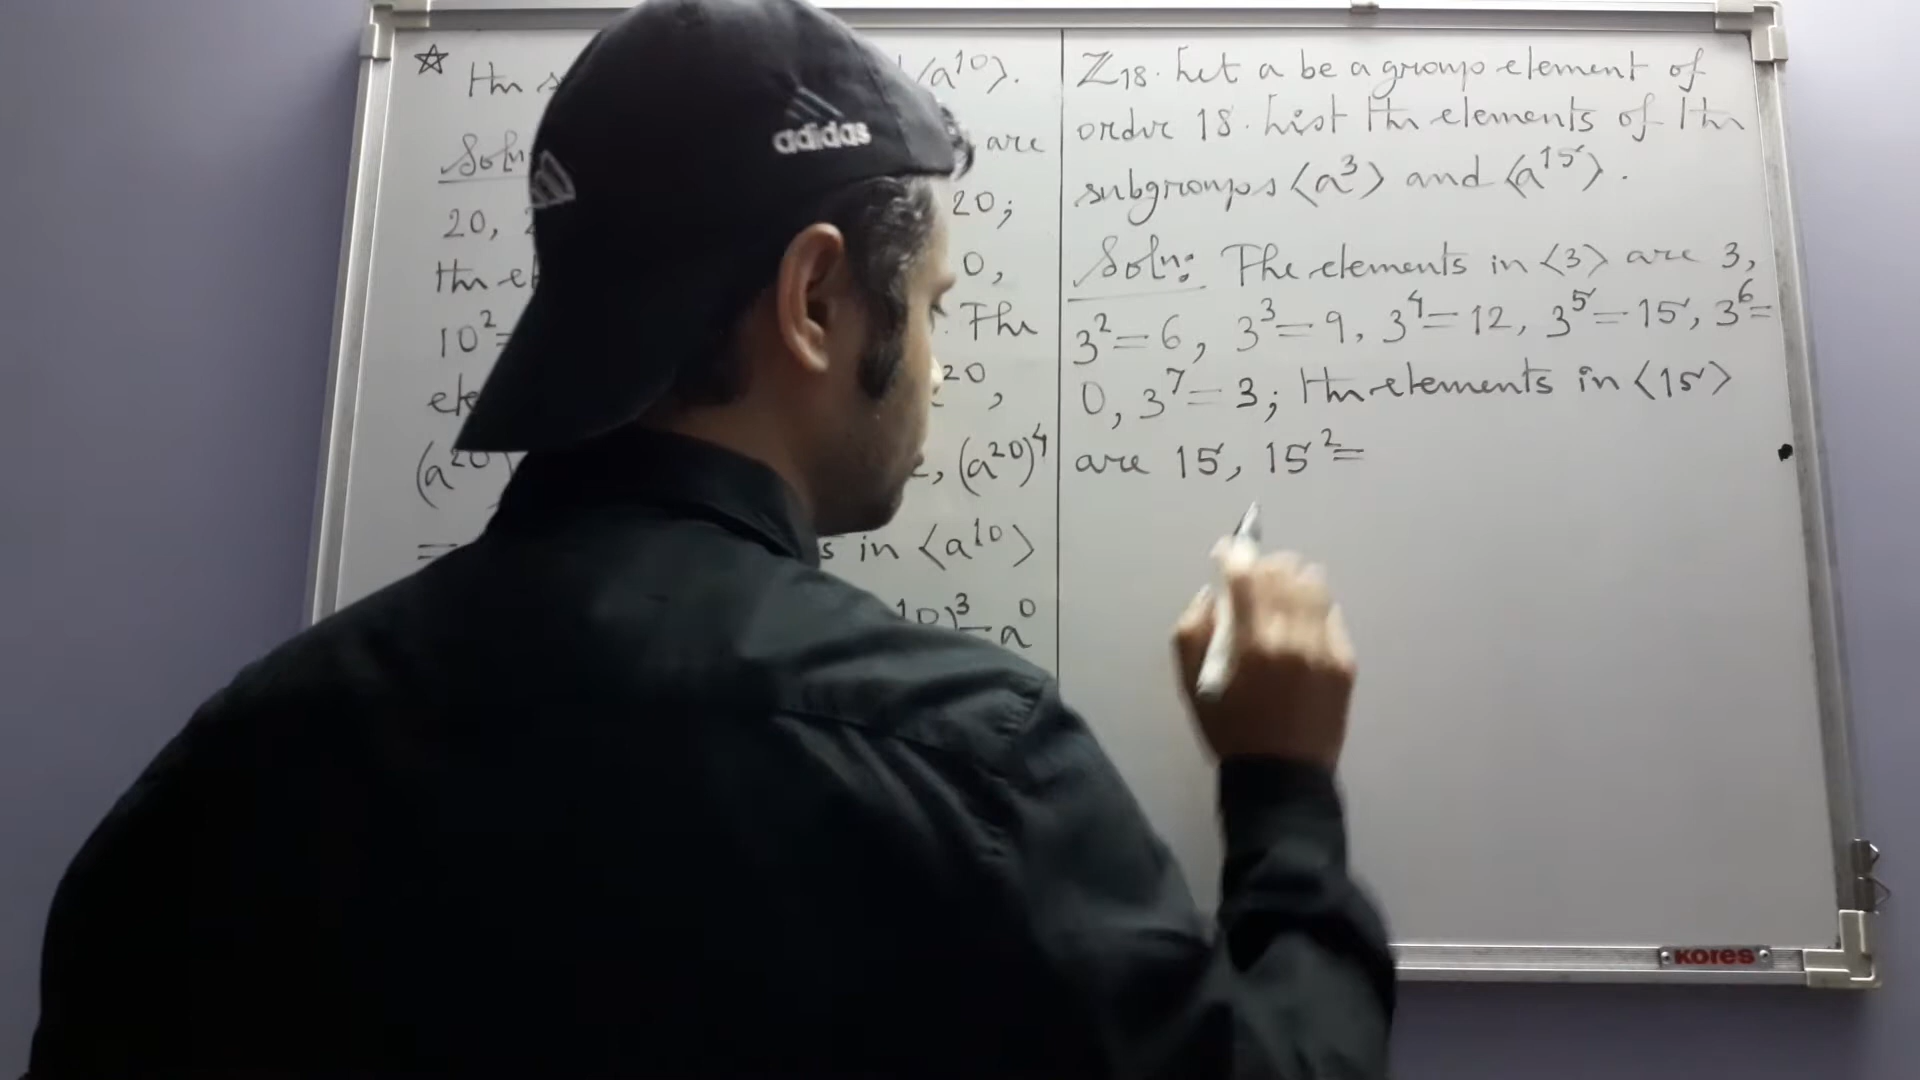 ☆ the ⟨a¹⁰⟩.
Soln are
20, 20;
the 0,
10²= The
20,
(a²⁰) , (a²⁰)⁴
= s in ⟨a¹⁰⟩
10)³=a⁰
ℤ₁₈. Let a be a group element of
order 18. List the elements of the
subgroups ⟨a³⟩ and ⟨a¹⁵⟩.
Soln: The elements in ⟨3⟩ are 3,
3²=6, 3³=9, 3⁴=12, 3⁵=15, 3⁶=
0, 3⁷=3; the elements in ⟨15⟩
are 15, 15²=
adidas
KORES